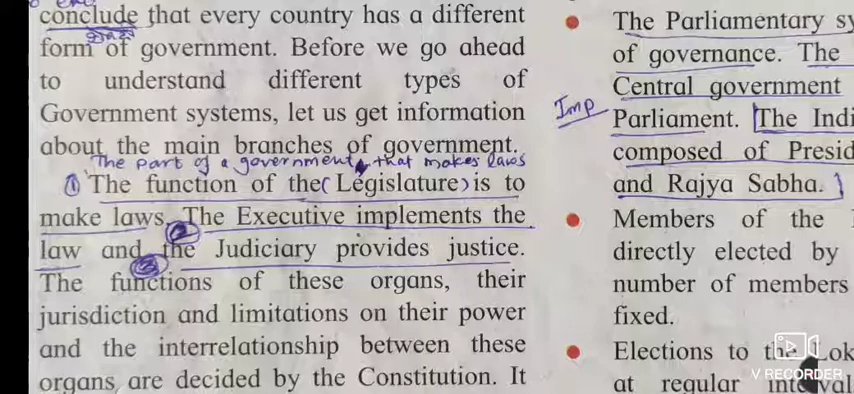 conclude that every country has a different
form of government. Before we go ahead
to understand different types of
Government systems, let us get information
about the main branches of government.
The part of a government that makes laws
① The function of the (Legislature) is to
make laws. The Executive implements the
law and the Judiciary provides justice.
The functions of these organs, their
jurisdiction and limitations on their power
and the interrelationship between these
organs are decided by the Constitution. It
• The Parliamentary sy
of governance. The
Central government
Imp
Parliament. [The Indi
composed of Presid
and Rajya Sabha.]
• Members of the
directly elected by
number of members
fixed.
• Elections to the Lok
at regular interval
V RECORDER